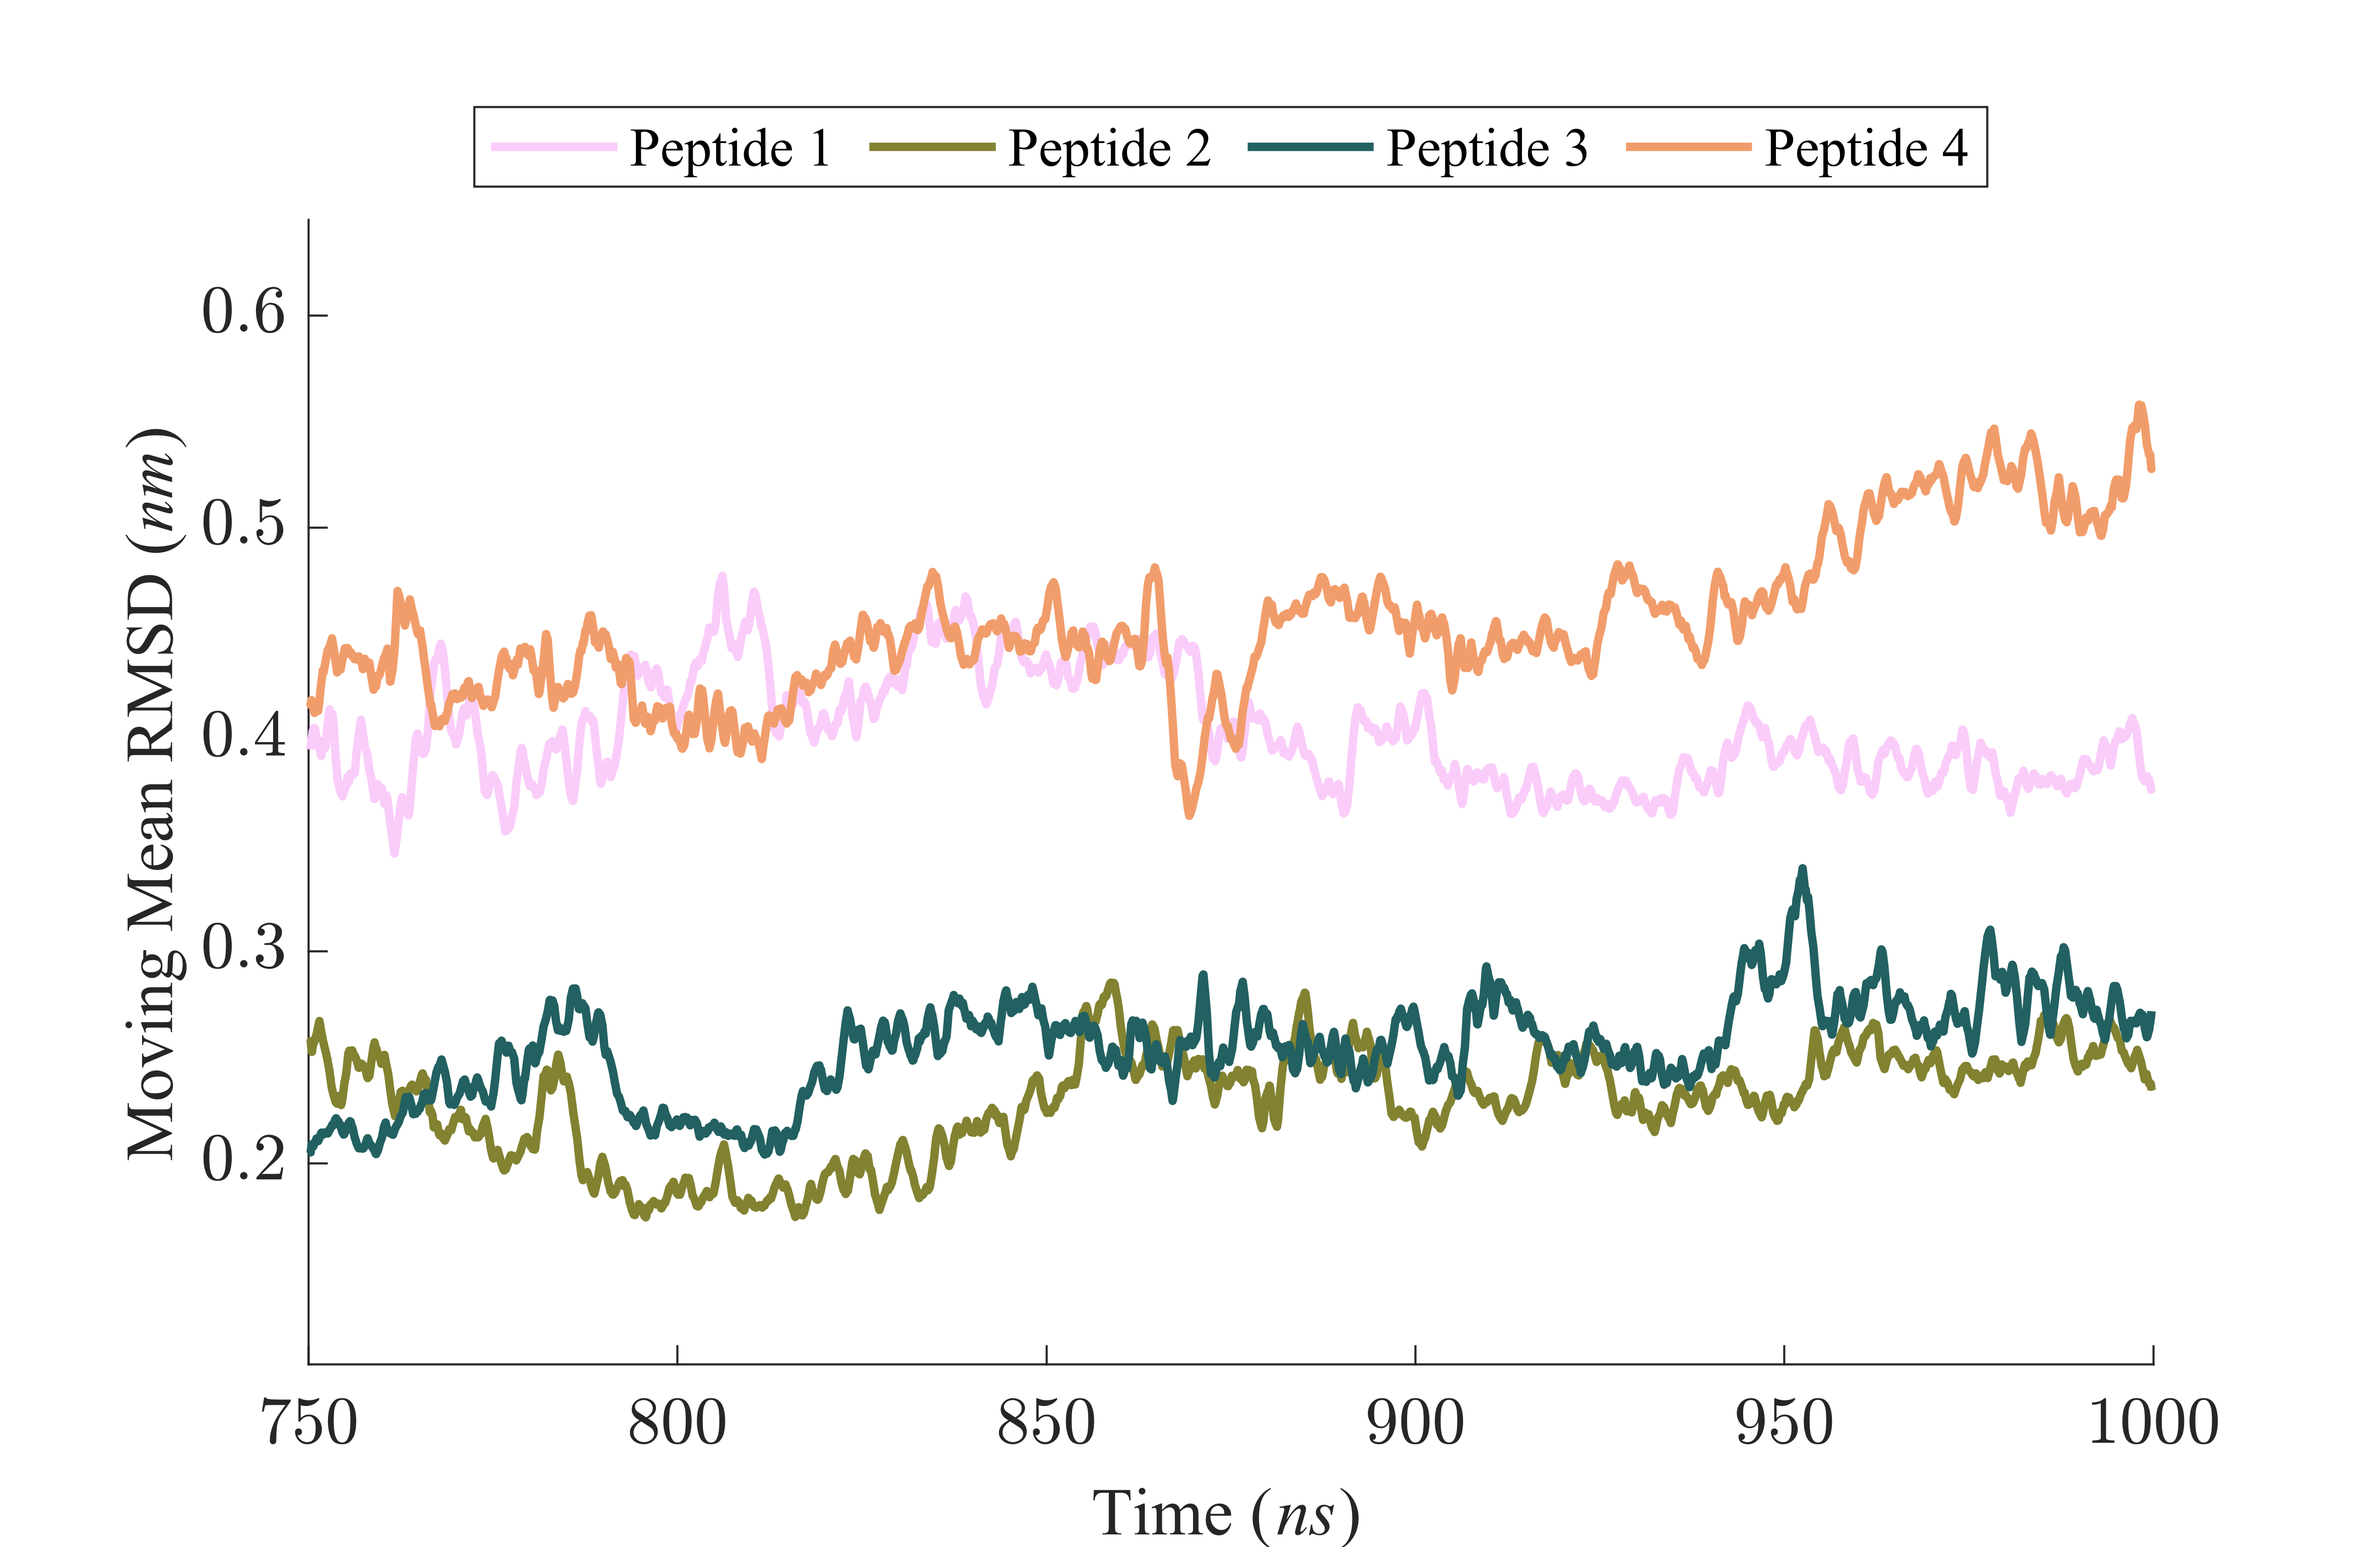 Peptide 1 Peptide 2 Peptide 3 Peptide 4
Moving Mean RMSD (nm)
0.6
0.5
0.4
0.3
0.2
750 800 850 900 950 1000
Time (ns)